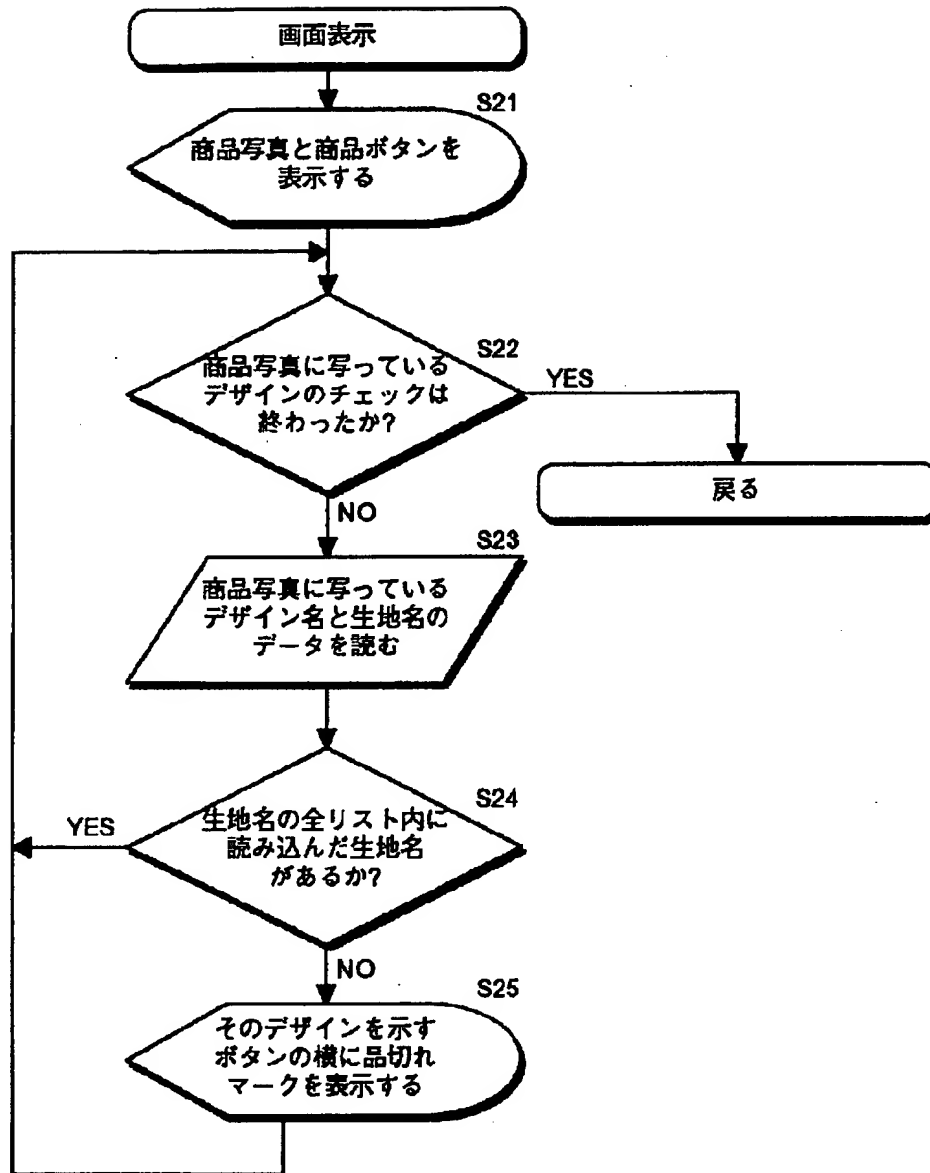 画面表示
S21
商品写真と商品ボタンを
表示する
S22
商品写真に写っている
デザインのチェックは
終わったか?
YES
戻る
NO
S23
商品写真に写っている
デザイン名と生地名の
データを読む
S24
YES
生地名の全リスト内に
読み込んだ生地名
があるか?
NO
S25
そのデザインを示す
ボタンの横に品切れ
マークを表示する